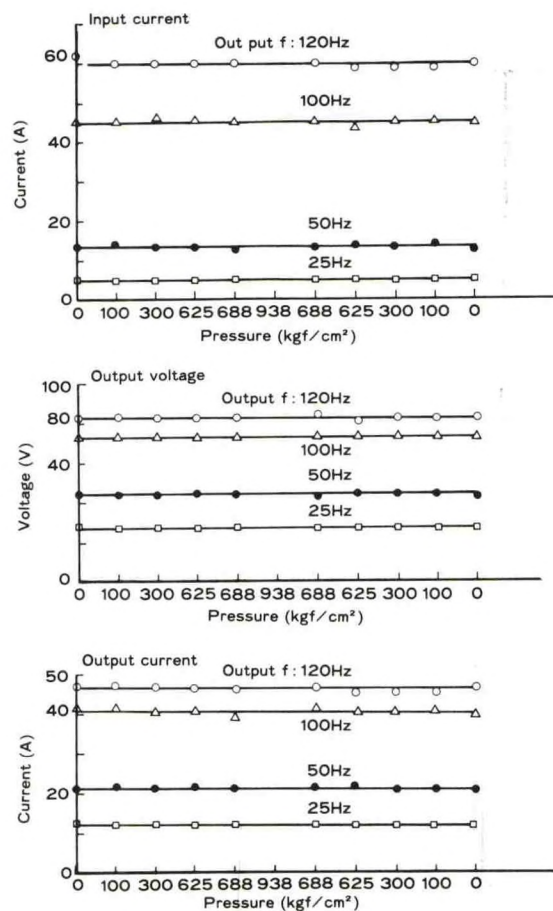 Input current
60
40
20
0
Current (A)
Out put f : 120Hz
100Hz
50Hz
25Hz
0 100 300 625 688 938 688 625 300 100 0
Pressure (kgf/cm²)
Output voltage
100
80
40
0
Voltage (V)
Output f : 120Hz
100Hz
50Hz
25Hz
0 100 300 625 688 938 688 625 300 100 0
Pressure (kgf/cm²)
Output current
50
40
20
0
Current (A)
Output f : 120Hz
100Hz
50Hz
25Hz
0 100 300 625 688 938 688 625 300 100 0
Pressure (kgf/cm²)